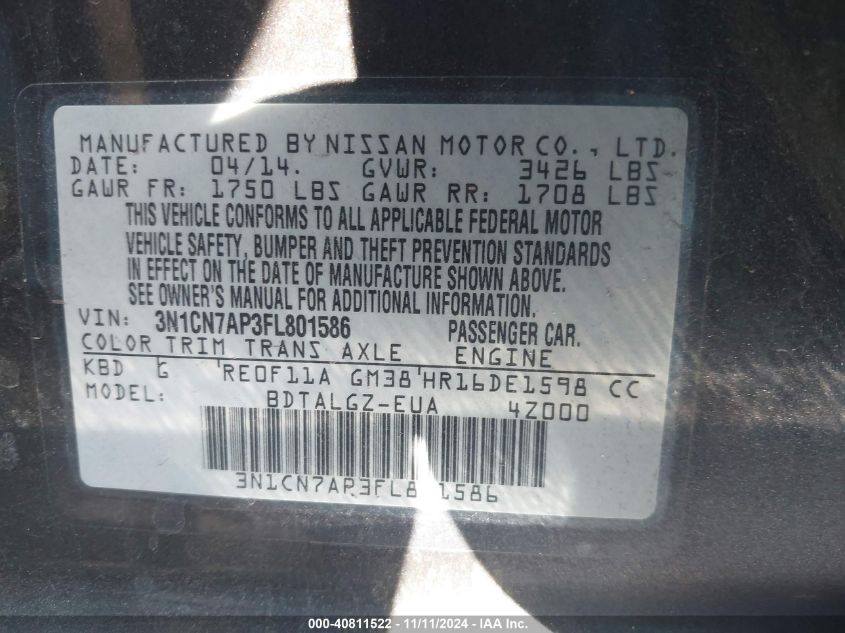 MANUFACTURED BY NISSAN MOTOR CO., LTD.
DATE: 04/14. GVWR: 3426 LBS
GAWR FR: 1750 LBS GAWR RR: 1708 LBS
THIS VEHICLE CONFORMS TO ALL APPLICABLE FEDERAL MOTOR
VEHICLE SAFETY, BUMPER AND THEFT PREVENTION STANDARDS
IN EFFECT ON THE DATE OF MANUFACTURE SHOWN ABOVE.
SEE OWNER'S MANUAL FOR ADDITIONAL INFORMATION.
VIN: 3N1CN7AP3FL801586 PASSENGER CAR.
COLOR TRIM TRANS AXLE ENGINE
KBD G RE0F11A GM38 HR16DE1598 CC
MODEL: BDTALGZ-EUA 4Z000
3N1CN7AP3FL801586
000-40811522 - 11/11/2024 - IAAI.com